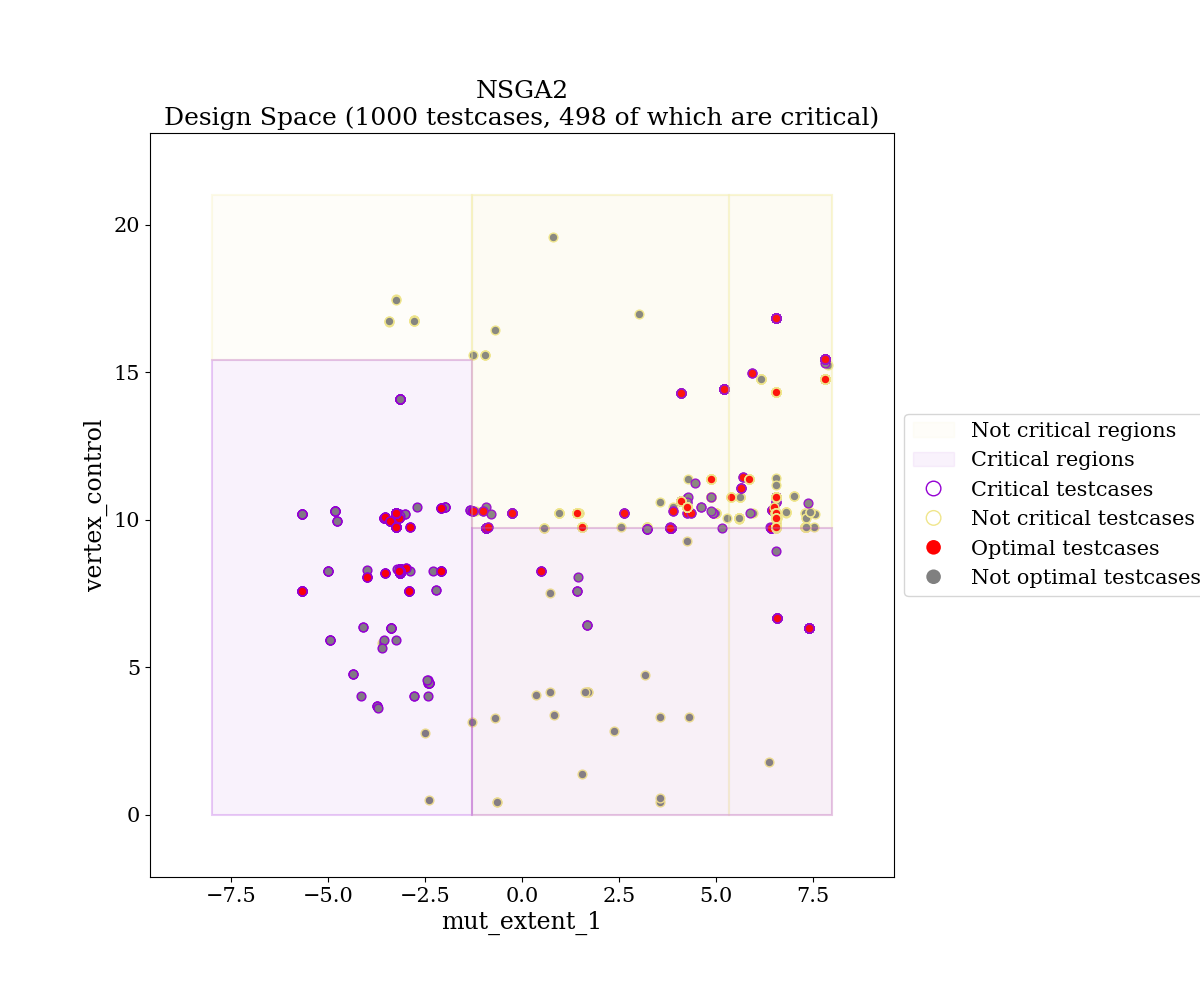 NSGA2
Design Space (1000 testcases, 498 of which are critical)
20
15
10
5
0
vertex_control
−7.5
−5.0
−2.5
0.0
2.5
5.0
7.5
mut_extent_1
Not critical regions
Critical regions
Critical testcases
Not critical testcases
Optimal testcases
Not optimal testcases